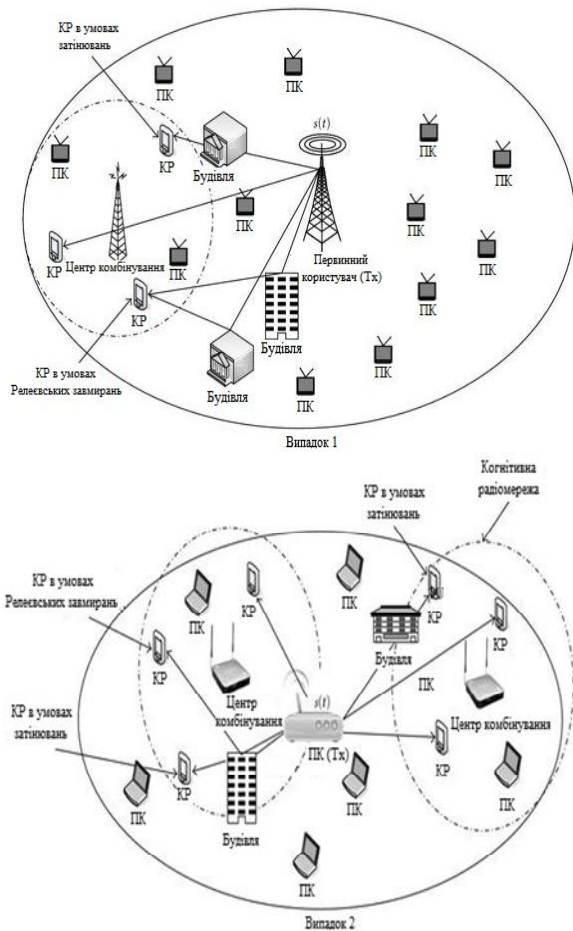 КР в умовах
затінювань
ПК
ПК
s(t)
ПК
ПК
КР
Будівля
ПК
ПК
ПК
КР
Центр комбінування
ПК
Первинний
користувач (Tx)
ПК
КР
ПК
Будівля
КР в умовах
Релеєвських завмирань
Будівля
ПК
ПК
Випадок 1
Когнітивна
радіомережа
КР в умовах
затінювань
КР в умовах
Релеєвських завмирань
ПК
КР
ПК
КР
КР
КР
Будівля
ПК
Центр
комбінування
s(t)
Центр комбінування
КР в умовах
затінювань
ПК (Tx)
КР
КР
ПК
ПК
ПК
Будівля
ПК
Випадок 2